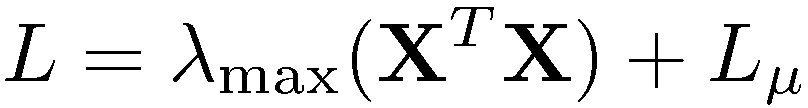 L = λ_max(𝐗^T 𝐗) + L_μ